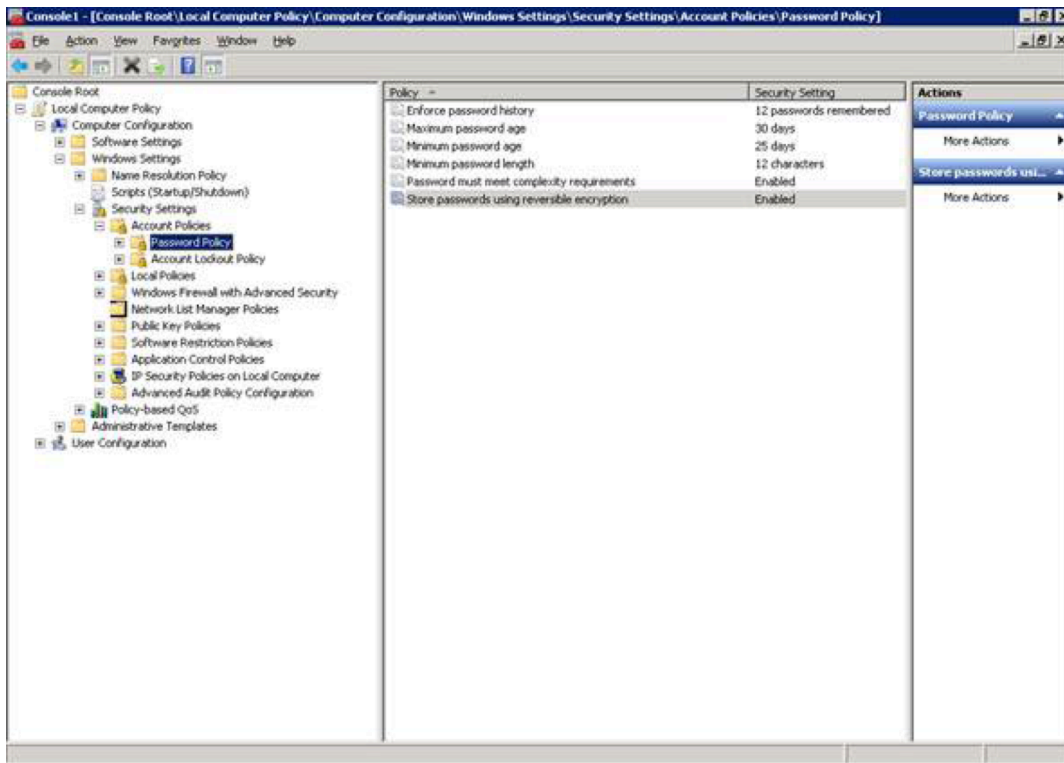 Console1 - [Console Root\Local Computer Policy\Computer Configuration\Windows Settings\Security Settings\Account Policies\Password Policy]
File Action View Favorites Window Help
Console Root
Local Computer Policy
Computer Configuration
Software Settings
Windows Settings
Name Resolution Policy
Scripts (Startup/Shutdown)
Security Settings
Account Policies
Password Policy
Account Lockout Policy
Local Policies
Windows Firewall with Advanced Security
Network List Manager Policies
Public Key Policies
Software Restriction Policies
Application Control Policies
IP Security Policies on Local Computer
Advanced Audit Policy Configuration
Policy-based QoS
Administrative Templates
User Configuration
Policy Security Setting
Enforce password history 12 passwords remembered
Maximum password age 30 days
Minimum password age 25 days
Minimum password length 12 characters
Password must meet complexity requirements Enabled
Store passwords using reversible encryption Enabled
Actions
Password Policy
More Actions
Store passwords usi...
More Actions